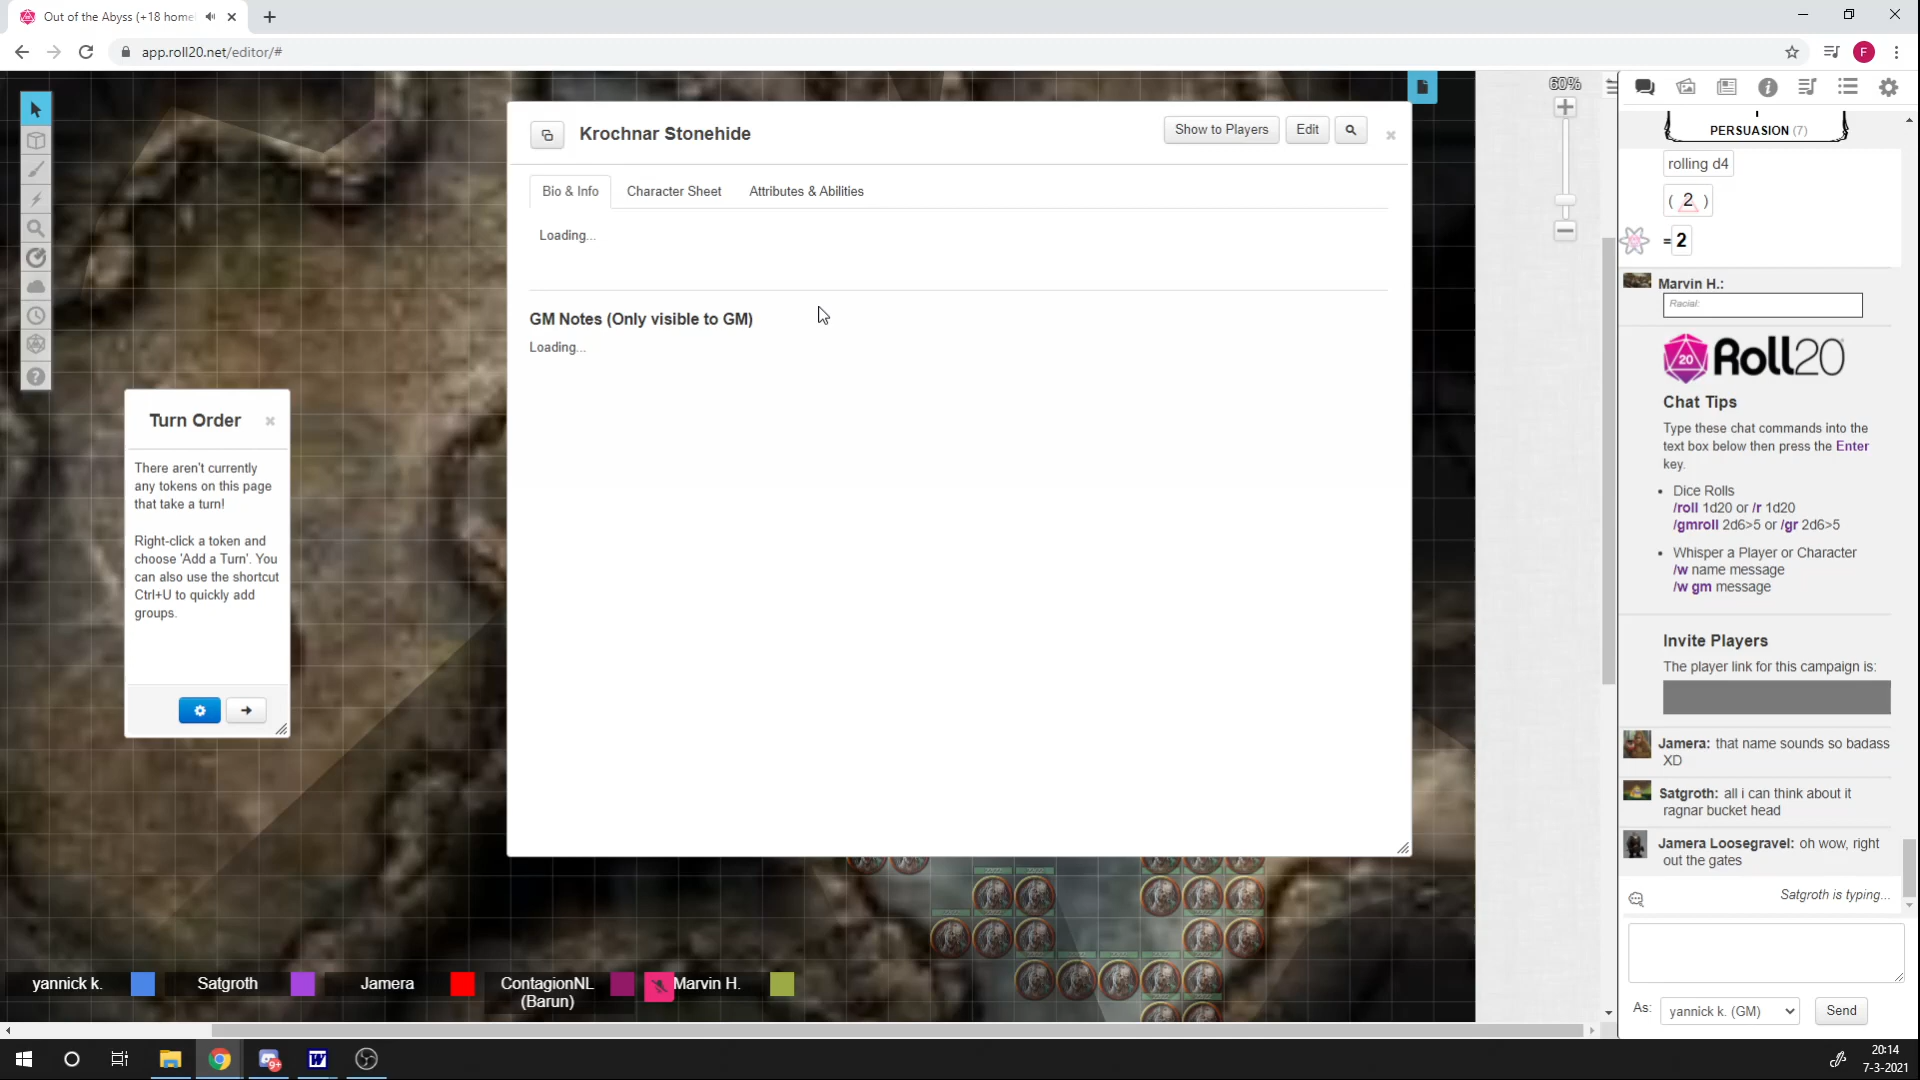 Out of the Abyss (+18 home
app.roll20.net/editor/#
F
60%
Krochnar Stonehide
Show to Players
Edit
Bio & Info
Character Sheet
Attributes & Abilities
Loading...
GM Notes (Only visible to GM)
Loading...
Turn Order
There aren't currently
any tokens on this page
that take a turn!
Right-click a token and
choose 'Add a Turn'. You
can also use the shortcut
Ctrl+U to quickly add
groups.
PERSUASION (7)
rolling d4
( 2 )
=2
Marvin H.:
Racial:
20
Roll20
Chat Tips
Type these chat commands into the
text box below then press the Enter
key.
• Dice Rolls
/roll 1d20 or /r 1d20
/gmroll 2d6>5 or /gr 2d6>5
• Whisper a Player or Character
/w name message
/w gm message
Invite Players
The player link for this campaign is:
Jamera: that name sounds so badass
XD
Satgroth: all i can think about it
ragnar bucket head
Jamera Loosegravel: oh wow, right
out the gates
Satgroth is typing...
As:
yannick k. (GM)
Send
yannick k.
Satgroth
Jamera
ContagionNL
(Barun)
Marvin H.
9+
W
20:14
7-3-2021